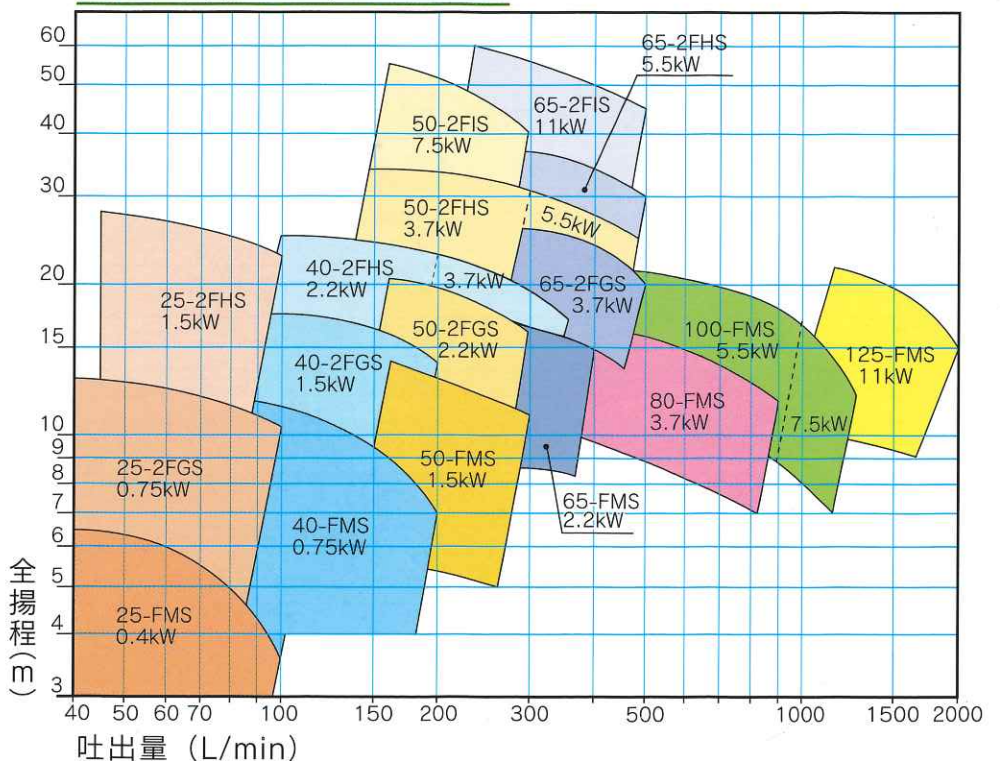 60
50
40
30
20
15
10
9
8
7
6
5
4
3
全揚程(m)
65-2FHS
5.5kW
65-2FIS
11kW
50-2FIS
7.5kW
50-2FHS
3.7kW
5.5kW
40-2FHS
2.2kW
3.7kW
65-2FGS
3.7kW
25-2FHS
1.5kW
50-2FGS
2.2kW
100-FMS
5.5kW
125-FMS
11kW
40-2FGS
1.5kW
80-FMS
3.7kW
7.5kW
25-2FGS
0.75kW
50-FMS
1.5kW
65-FMS
2.2kW
40-FMS
0.75kW
25-FMS
0.4kW
40 50 60 70 100 150 200 300 500 1000 1500 2000
吐出量 (L/min)